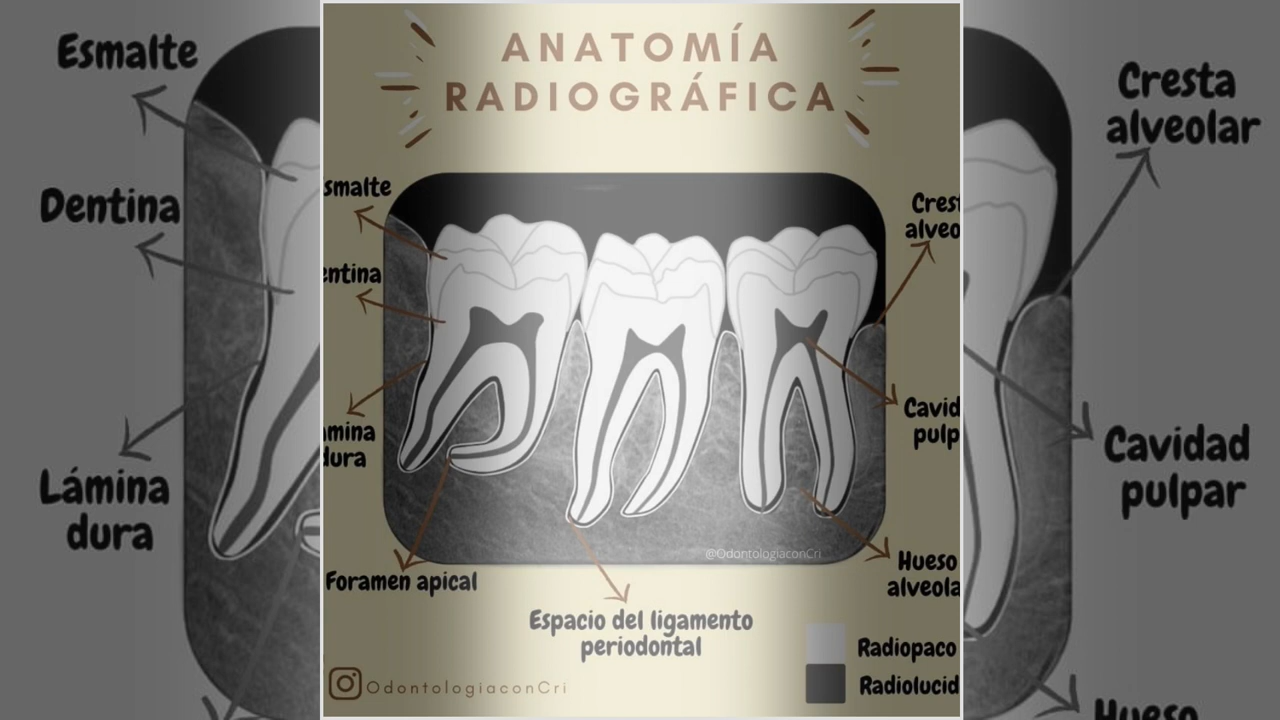 ANATOMÍA
RADIOGRÁFICA
Esmalte
Dentina
Lámina
dura
smalte
entina
mina
dura
Foramen apical
Espacio del ligamento
periodontal
@OdontologiaconCri
OdontologiaconCri
Crest
alveo
Cavid
pulp
Hueso
alveola
Radiopaco
Radiolucid
Cresta
alveolar
Cavidad
pulpar
Hueso